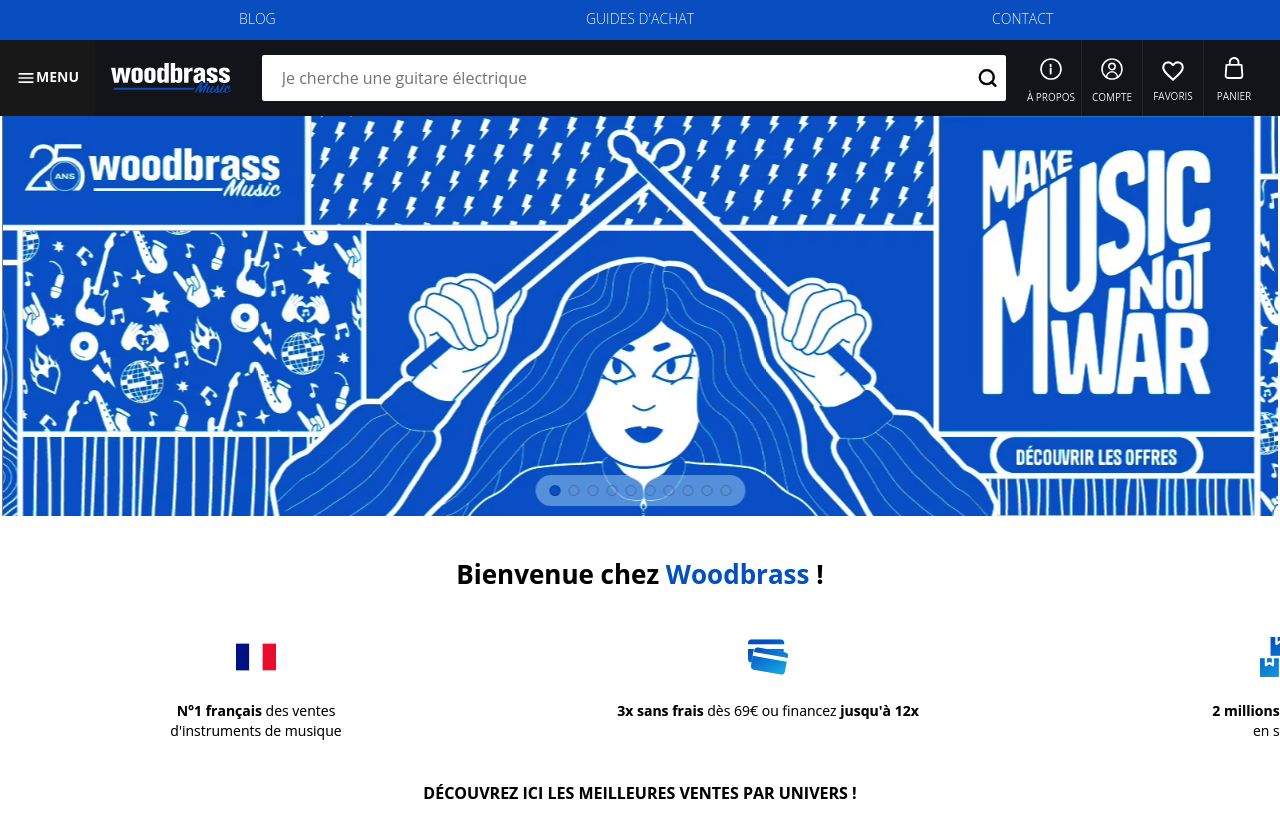 BLOG
GUIDES D'ACHAT
CONTACT
MENU
woodbrass
Music
Je cherche une guitare électrique
À PROPOS
COMPTE
FAVORIS
PANIER
25 ANS woodbrass
Music
MAKE
MUSIC
NOT
WAR
DÉCOUVRIR LES OFFRES
Bienvenue chez Woodbrass !
N°1 français des ventes
d'instruments de musique
3x sans frais dès 69€ ou financez jusqu'à 12x
2 millions
en s
DÉCOUVREZ ICI LES MEILLEURES VENTES PAR UNIVERS !